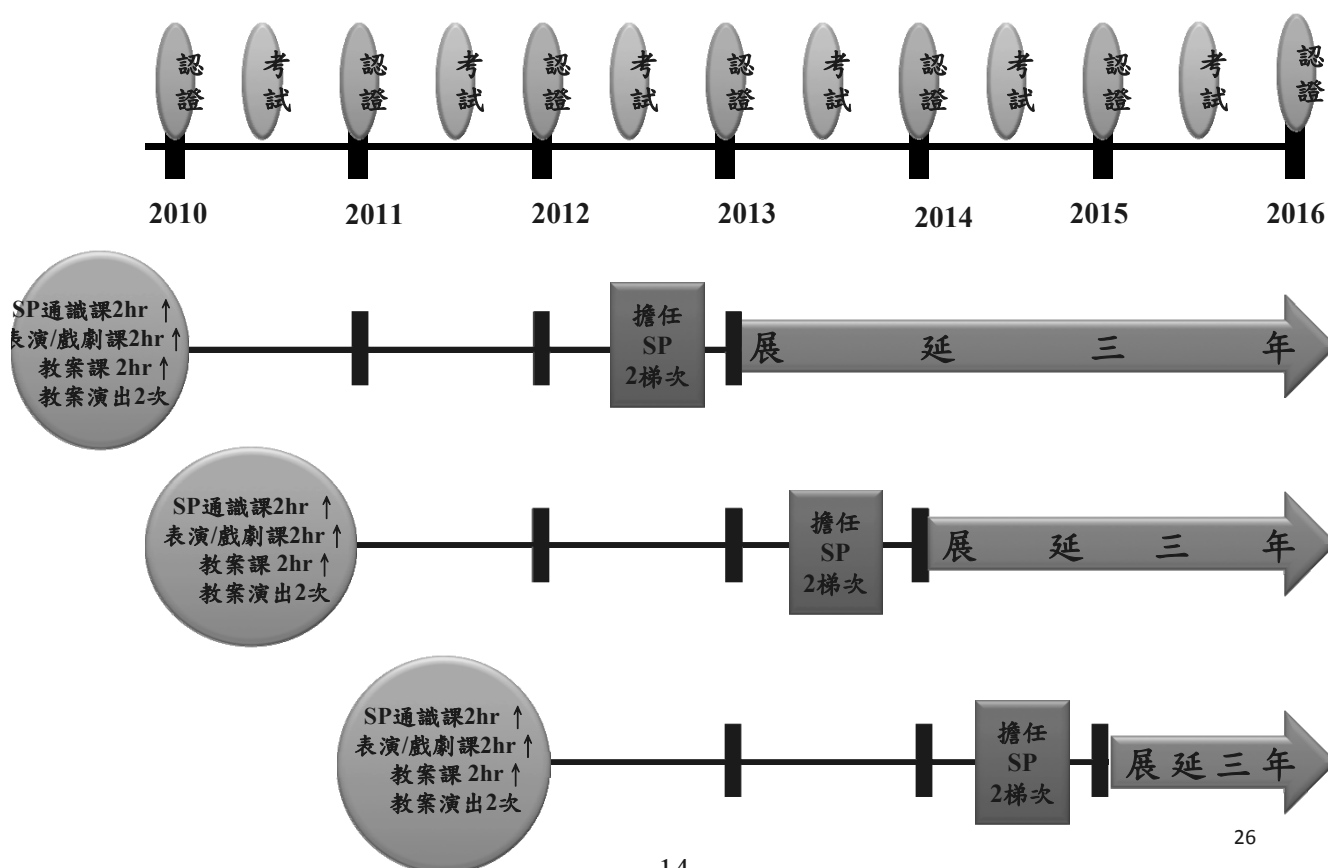 認證 考試 認證 考試 認證 考試 認證 考試 認證 考試 認證 考試 認證
2010 2011 2012 2013 2014 2015 2016
SP通識課2hr ↑
表演/戲劇課2hr ↑
教案課 2hr ↑
教案演出2次
擔任
SP
2梯次
展 延 三 年
SP通識課2hr ↑
表演/戲劇課2hr ↑
教案課 2hr ↑
教案演出2次
擔任
SP
2梯次
展 延 三 年
SP通識課2hr ↑
表演/戲劇課2hr ↑
教案課 2hr ↑
教案演出2次
擔任
SP
2梯次
展 延 三 年
26
14